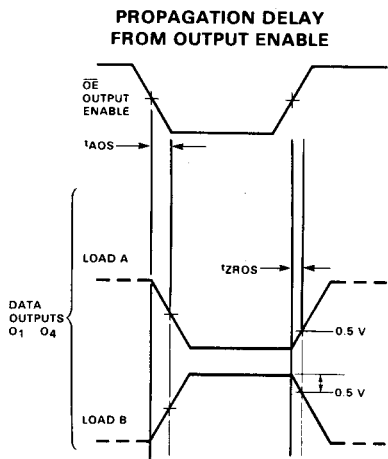 PROPAGATION DELAY
FROM OUTPUT ENABLE
OE
OUTPUT
ENABLE
tAOS
LOAD A
tZROS
DATA
OUTPUTS
O1 O4
0.5 V
0.5 V
LOAD B